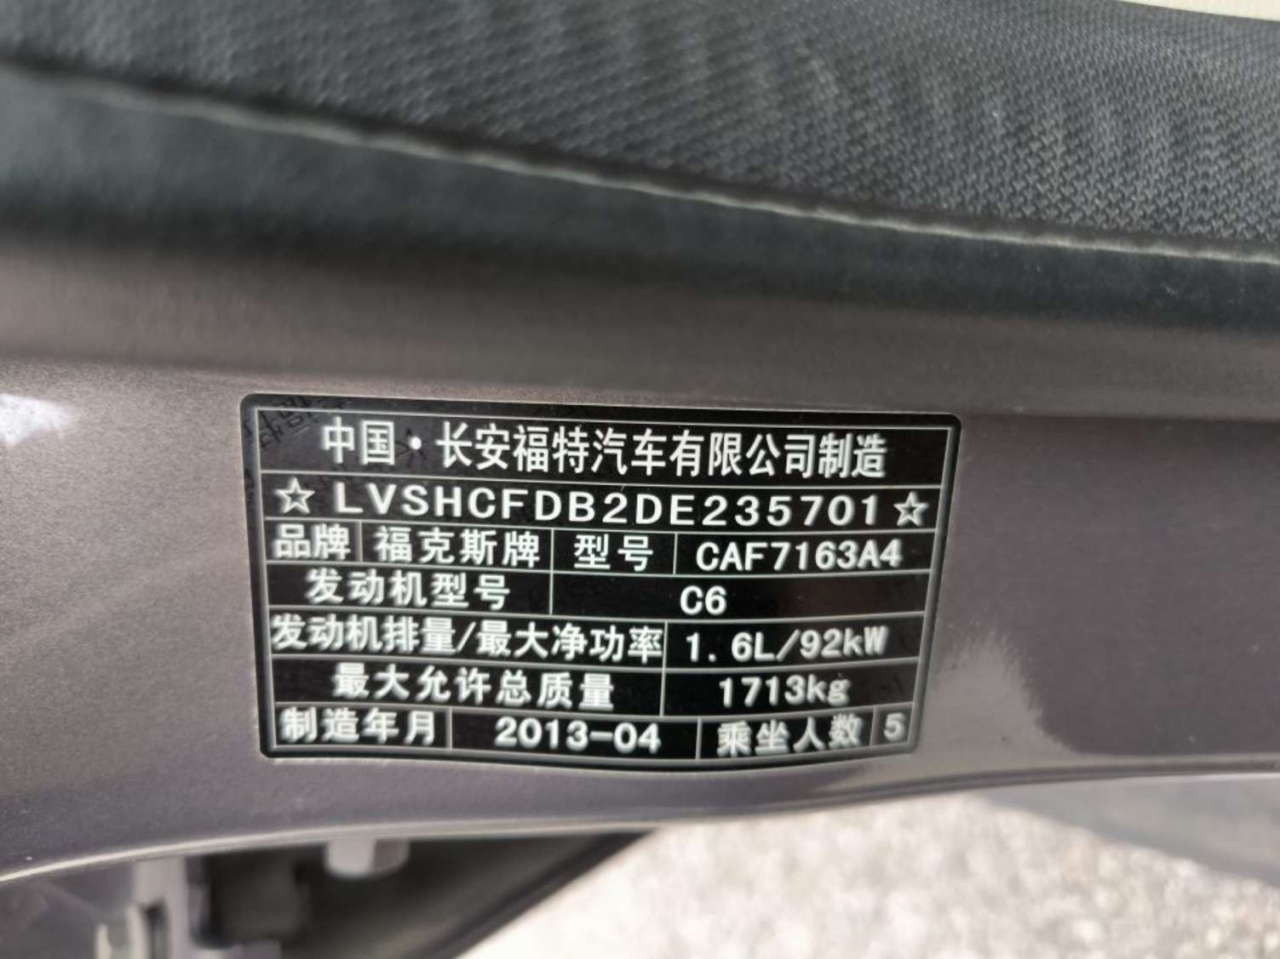 中国·长安福特汽车有限公司制造
☆LVSHCFDB2DE235701☆
品牌 福克斯牌 型号 CAF7163A4
发动机型号 C6
发动机排量/最大净功率 1.6L/92kW
最大允许总质量 1713kg
制造年月 2013-04 乘坐人数 5